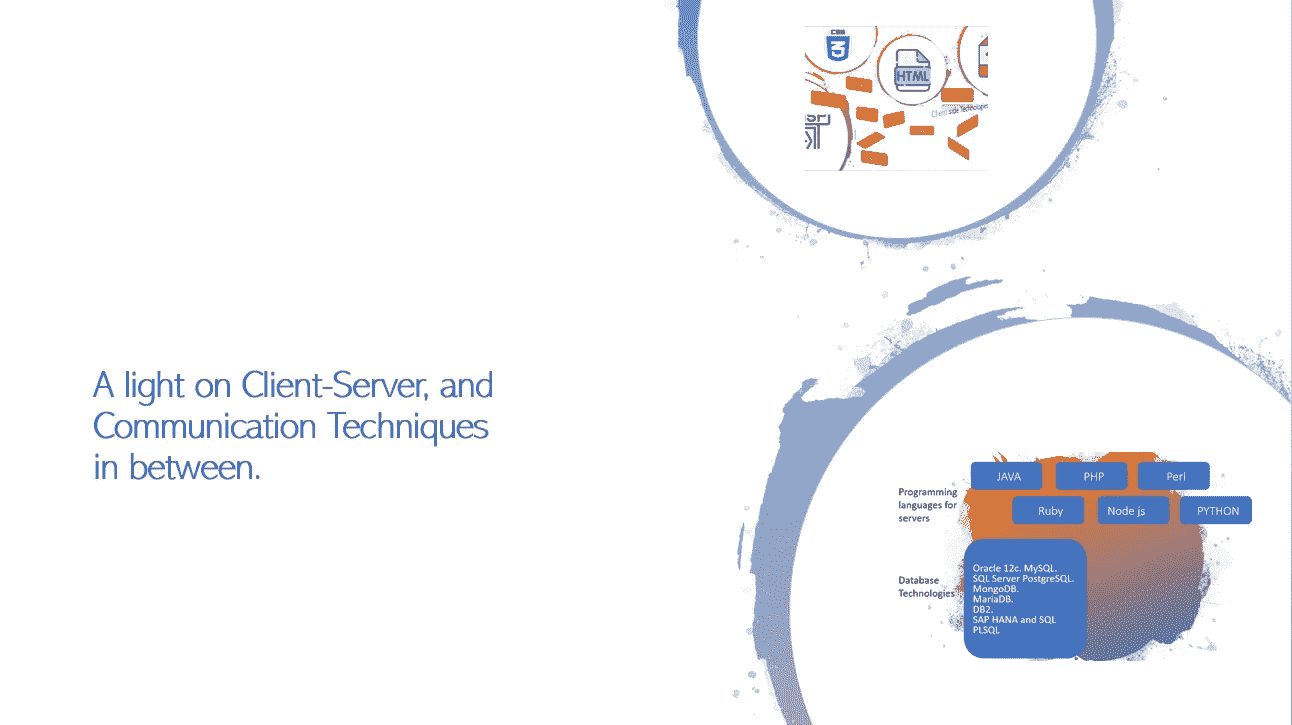 A light on Client-Server, and
Communication Techniques
in between.
CSS
3
HTML
Client side Technologies
JAVA
PHP
Perl
Programming
languages for
servers
Ruby
Node js
PYTHON
Database
Technologies
Oracle 12c. MySQL.
SQL Server PostgreSQL.
MongoDB.
MariaDB.
DB2.
SAP HANA and SQL
PLSQL